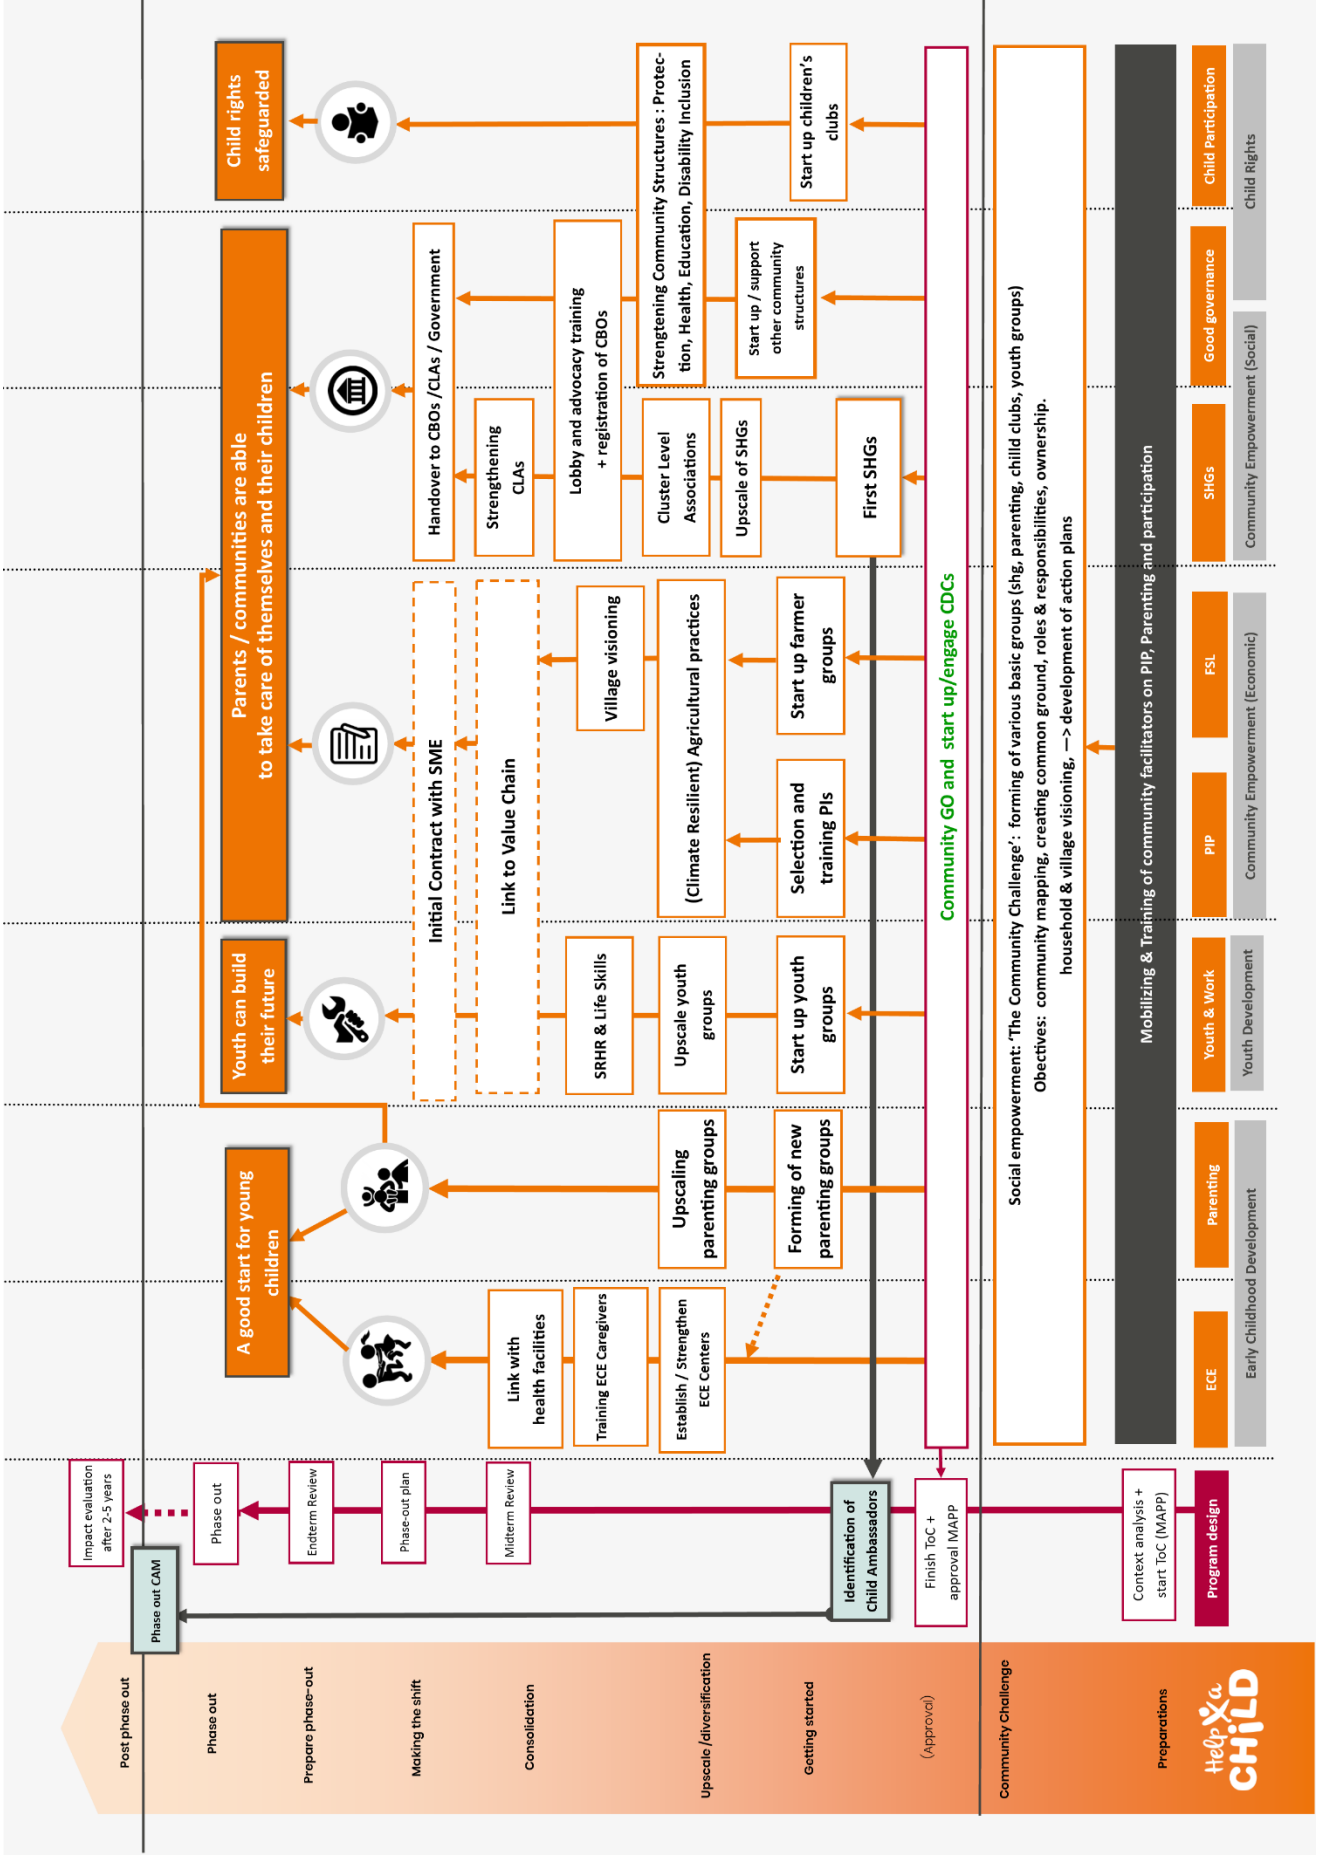 Post phase out
Phase out
Prepare phase-out
Making the shift
Consolidation
Upscale /diversification
Getting started
(Approval)
Community Challenge
Preparations
Help a
CHiLD
Impact evaluation
after 2-5 years
Phase out CAM
Phase out
Endterm Review
Phase-out plan
Midterm Review
Identification of
Child Ambassadors
Finish ToC +
approval MAPP
Context analysis +
start ToC (MAPP)
Program design
A good start for young
children
Link with
health facilities
Training ECE Caregivers
Establish / Strengthen
ECE Centers
Upscaling
parenting groups
Forming of new
parenting groups
ECE
Parenting
Early Childhood Development
Youth can build
their future
SRHR & Life Skills
Upscale youth
groups
Start up youth
groups
Youth & Work
Youth Development
Parents / communities are able
to take care of themselves and their children
Initial Contract with SME
Link to Value Chain
Village visioning
(Climate Resilient) Agricultural practices
Selection and
training PIs
Start up farmer
groups
PIP
FSL
Community Empowerment (Economic)
Handover to CBOs /CLAs / Government
Strengthening
CLAs
Lobby and advocacy training
+ registration of CBOs
Cluster Level
Associations
Upscale of SHGs
First SHGs
SHGs
Good governance
Community Empowerment (Social)
Strengtening Community Structures : Protec-
tion, Health, Education, Disability Inclusion
Start up / support
other community
structures
Child rights
safeguarded
Start up children's
clubs
Child Participation
Child Rights
Community GO and start up/engage CDCs
Social empowerment: ‘The Community Challenge’: forming of various basic groups (shg, parenting, chilld clubs, youth groups)
Obectives: community mapping, creating common ground, roles & responsibilities, ownership.
household & village visioning, —> development of action plans
Mobilizing & Training of community facilitators on PIP, Parenting and participation